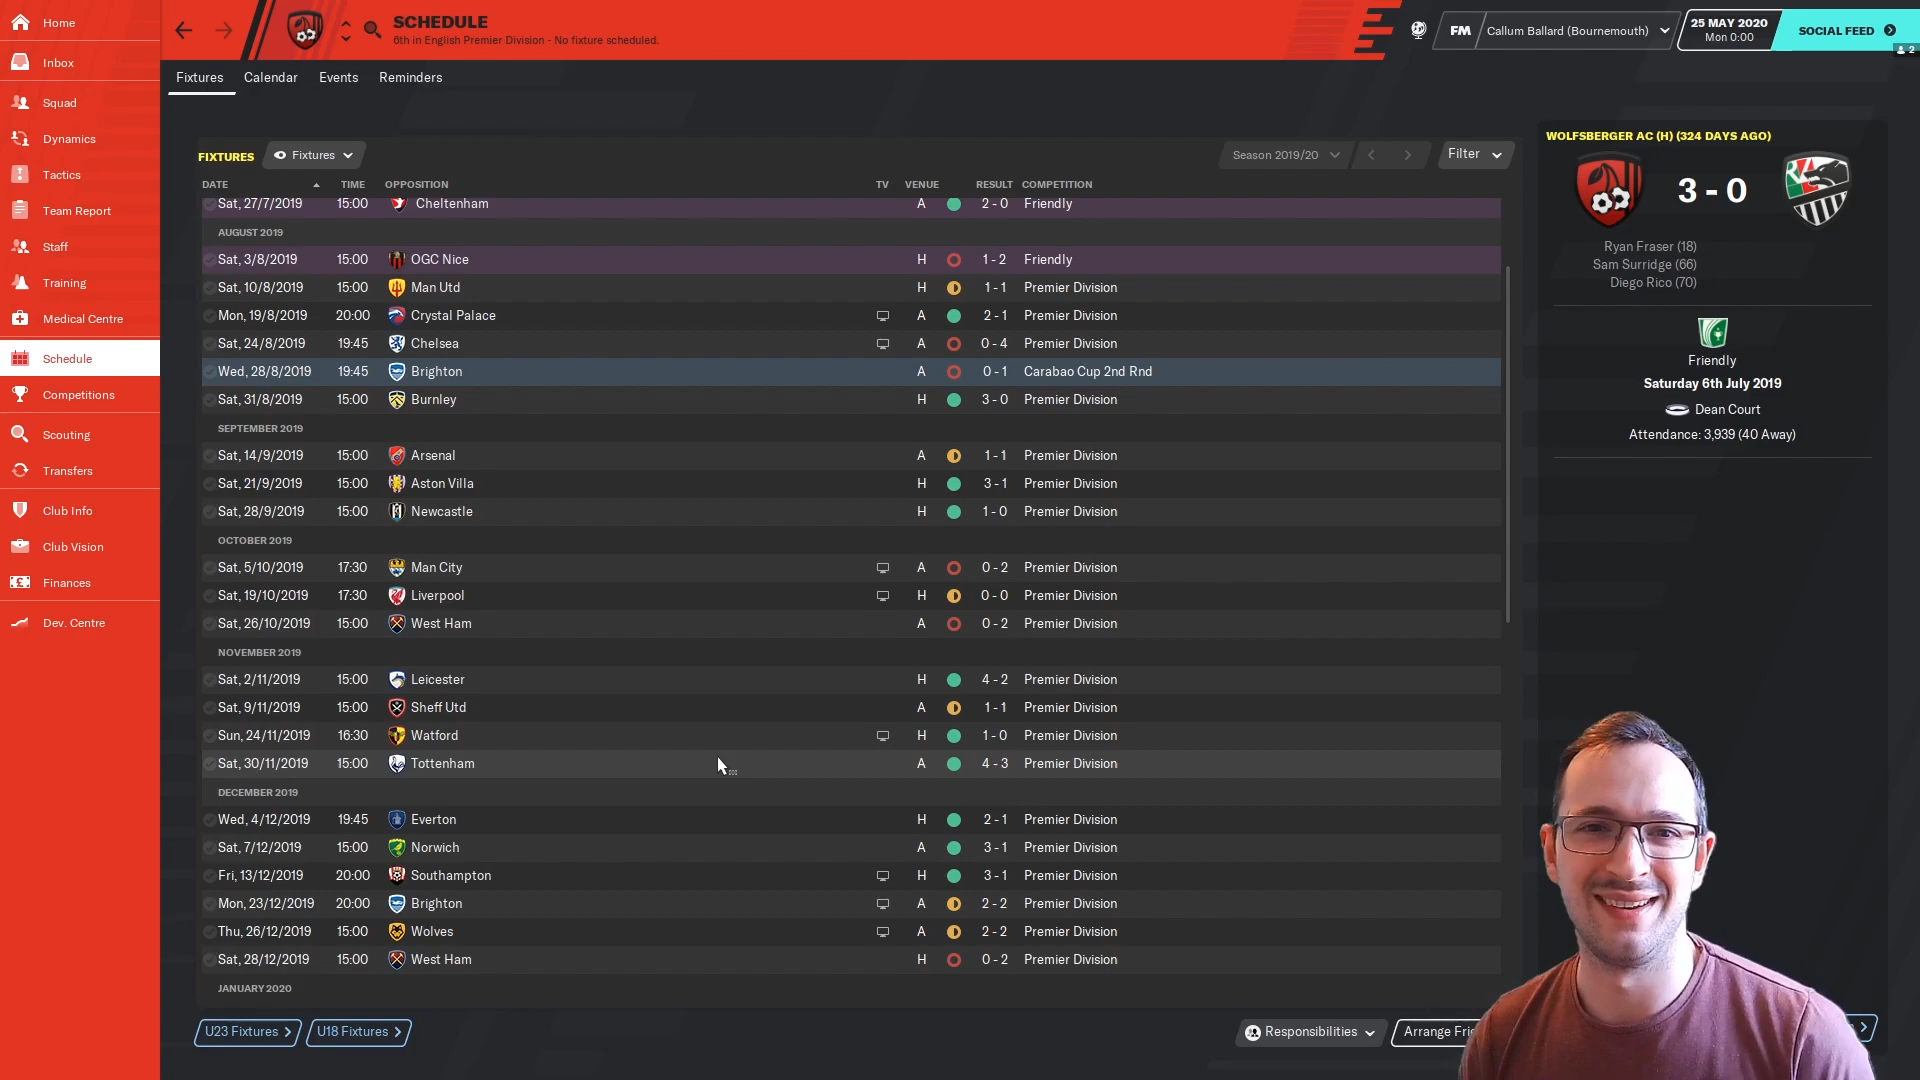 Home
Inbox
Squad
Dynamics
Tactics
Team Report
Staff
Training
Medical Centre
Schedule
Competitions
Scouting
Transfers
Club Info
Club Vision
Finances
Dev. Centre
SCHEDULE
6th in English Premier Division - No fixture scheduled.
FM Callum Ballard (Bournemouth)
25 MAY 2020
Mon 0:00
SOCIAL FEED
2
Fixtures Calendar Events Reminders
FIXTURES Fixtures Season 2019/20 Filter
DATE TIME OPPOSITION TV VENUE RESULT COMPETITION
Sat, 27/7/2019 15:00 Cheltenham A 2 - 0 Friendly
AUGUST 2019
Sat, 3/8/2019 15:00 OGC Nice H 1 - 2 Friendly
Sat, 10/8/2019 15:00 Man Utd H 1 - 1 Premier Division
Mon, 19/8/2019 20:00 Crystal Palace A 2 - 1 Premier Division
Sat, 24/8/2019 19:45 Chelsea A 0 - 4 Premier Division
Wed, 28/8/2019 19:45 Brighton A 0 - 1 Carabao Cup 2nd Rnd
Sat, 31/8/2019 15:00 Burnley H 3 - 0 Premier Division
SEPTEMBER 2019
Sat, 14/9/2019 15:00 Arsenal A 1 - 1 Premier Division
Sat, 21/9/2019 15:00 Aston Villa H 3 - 1 Premier Division
Sat, 28/9/2019 15:00 Newcastle H 1 - 0 Premier Division
OCTOBER 2019
Sat, 5/10/2019 17:30 Man City A 0 - 2 Premier Division
Sat, 19/10/2019 17:30 Liverpool H 0 - 0 Premier Division
Sat, 26/10/2019 15:00 West Ham A 0 - 2 Premier Division
NOVEMBER 2019
Sat, 2/11/2019 15:00 Leicester H 4 - 2 Premier Division
Sat, 9/11/2019 15:00 Sheff Utd A 1 - 1 Premier Division
Sun, 24/11/2019 16:30 Watford H 1 - 0 Premier Division
Sat, 30/11/2019 15:00 Tottenham A 4 - 3 Premier Division
DECEMBER 2019
Wed, 4/12/2019 19:45 Everton H 2 - 1 Premier Division
Sat, 7/12/2019 15:00 Norwich A 3 - 1 Premier Division
Fri, 13/12/2019 20:00 Southampton H 3 - 1 Premier Division
Mon, 23/12/2019 20:00 Brighton A 2 - 2 Premier Division
Thu, 26/12/2019 15:00 Wolves A 2 - 2 Premier Division
Sat, 28/12/2019 15:00 West Ham H 0 - 2 Premier Division
JANUARY 2020
U23 Fixtures U18 Fixtures Responsibilities Arrange
WOLFSBERGER AC (H) (324 DAYS AGO)
3 - 0
Ryan Fraser (18)
Sam Surridge (66)
Diego Rico (70)
Friendly
Saturday 6th July 2019
Dean Court
Attendance: 3,939 (40 Away)